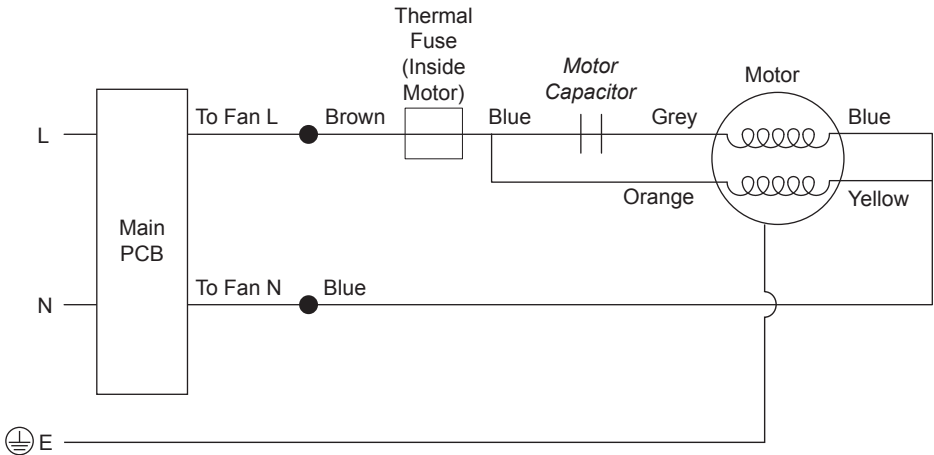 Thermal
Fuse
(Inside
Motor)
Motor
Capacitor
Motor
L
To Fan L
Brown
Blue
Grey
Blue
Orange
Yellow
Main
PCB
N
To Fan N
Blue
E